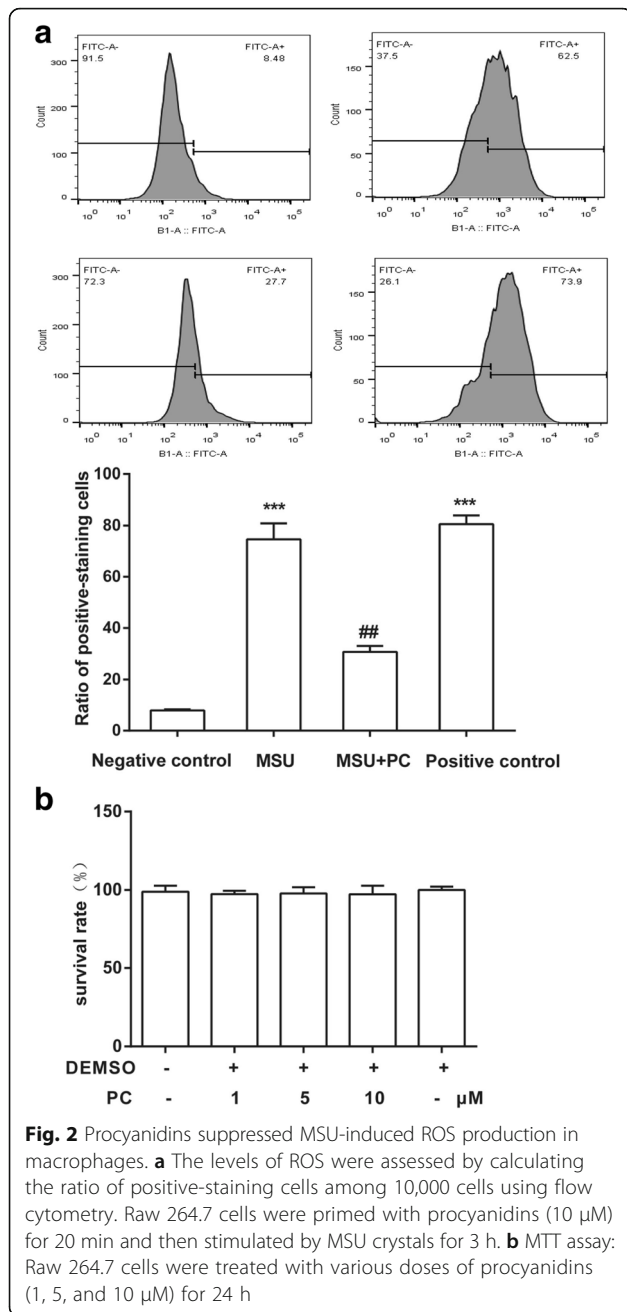 a
FITC-A- FITC-A+
91.5 8.48
300
200
100
0
Count
10^0 10^1 10^2 10^3 10^4 10^5
B1-A :: FITC-A
FITC-A- FITC-A+
37.5 62.5
150
100
50
0
Count
10^0 10^1 10^2 10^3 10^4 10^5
B1-A :: FITC-A
FITC-A- FITC-A+
72.3 27.7
300
200
100
0
Count
10^0 10^1 10^2 10^3 10^4 10^5
B1-A :: FITC-A
FITC-A- FITC-A+
26.1 73.9
150
100
50
0
Count
10^0 10^1 10^2 10^3 10^4 10^5
B1-A :: FITC-A
Ratio of positive-staining cells
100
80
60
40
20
0
*** ## ***
Negative control MSU MSU+PC Positive control
b
survival rate (%)
150
100
50
0
DEMSO - + + + +
PC - 1 5 10 - µM
Fig. 2 Procyanidins suppressed MSU-induced ROS production in
macrophages. a The levels of ROS were assessed by calculating
the ratio of positive-staining cells among 10,000 cells using flow
cytometry. Raw 264.7 cells were primed with procyanidins (10 µM)
for 20 min and then stimulated by MSU crystals for 3 h. b MTT assay:
Raw 264.7 cells were treated with various doses of procyanidins
(1, 5, and 10 µM) for 24 h